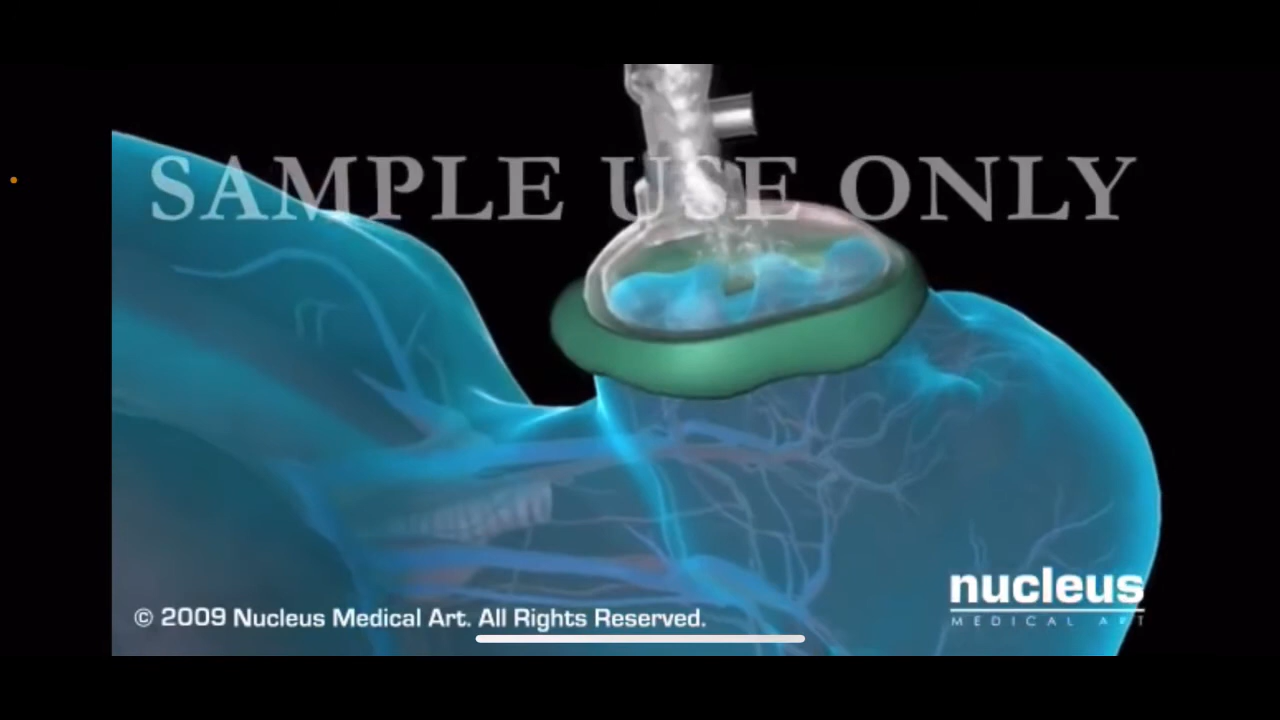 SAMPLE USE ONLY
© 2009 Nucleus Medical Art. All Rights Reserved.
nucleus
MEDICAL ART